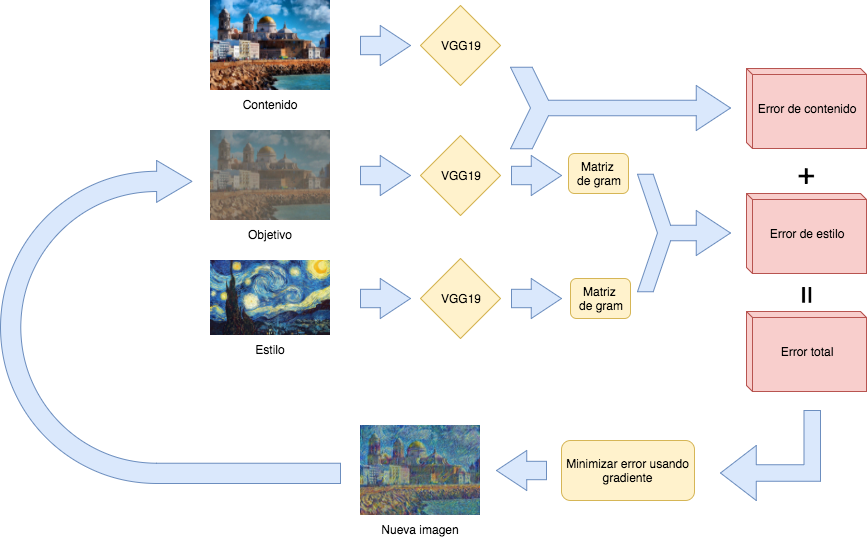 VGG19
Contenido
Error de contenido
+
VGG19
Matriz
de gram
Objetivo
Error de estilo
=
VGG19
Matriz
de gram
Estilo
Error total
Minimizar error usando
gradiente
Nueva imagen